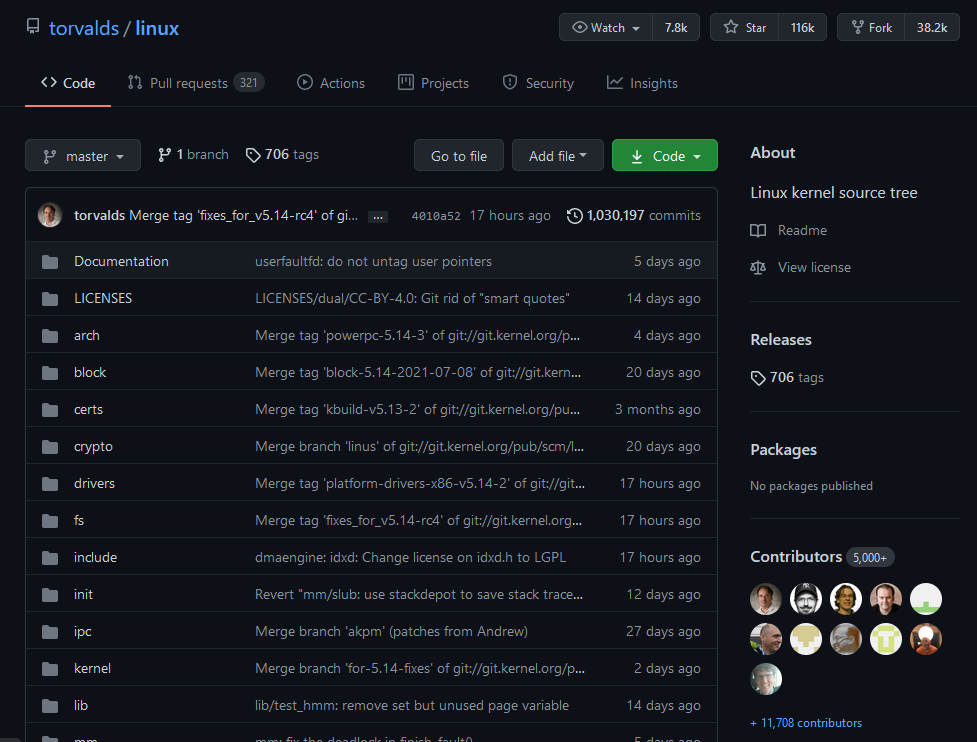 torvalds / linux
Watch 7.8k Star 116k Fork 38.2k
Code Pull requests 321 Actions Projects Security Insights
master 1 branch 706 tags Go to file Add file Code
torvalds Merge tag 'fixes_for_v5.14-rc4' of gi... ... 4010a52 17 hours ago 1,030,197 commits
Documentation userfaultfd: do not untag user pointers 5 days ago
LICENSES LICENSES/dual/CC-BY-4.0: Git rid of "smart quotes" 14 days ago
arch Merge tag 'powerpc-5.14-3' of git://git.kernel.org/p... 4 days ago
block Merge tag 'block-5.14-2021-07-08' of git://git.kern... 20 days ago
certs Merge tag 'kbuild-v5.13-2' of git://git.kernel.org/pu... 3 months ago
crypto Merge branch 'linus' of git://git.kernel.org/pub/scm/l... 20 days ago
drivers Merge tag 'platform-drivers-x86-v5.14-2' of git://git... 17 hours ago
fs Merge tag 'fixes_for_v5.14-rc4' of git://git.kernel.org... 17 hours ago
include dmaengine: idxd: Change license on idxd.h to LGPL 17 hours ago
init Revert "mm/slub: use stackdepot to save stack trace... 12 days ago
ipc Merge branch 'akpm' (patches from Andrew) 27 days ago
kernel Merge branch 'for-5.14-fixes' of git://git.kernel.org/p... 2 days ago
lib lib/test_hmm: remove set but unused page variable 14 days ago
mm mm: fix the deadlock in finish_fault() 5 days ago
About
Linux kernel source tree
Readme
View license
Releases
706 tags
Packages
No packages published
Contributors 5,000+
+ 11,708 contributors